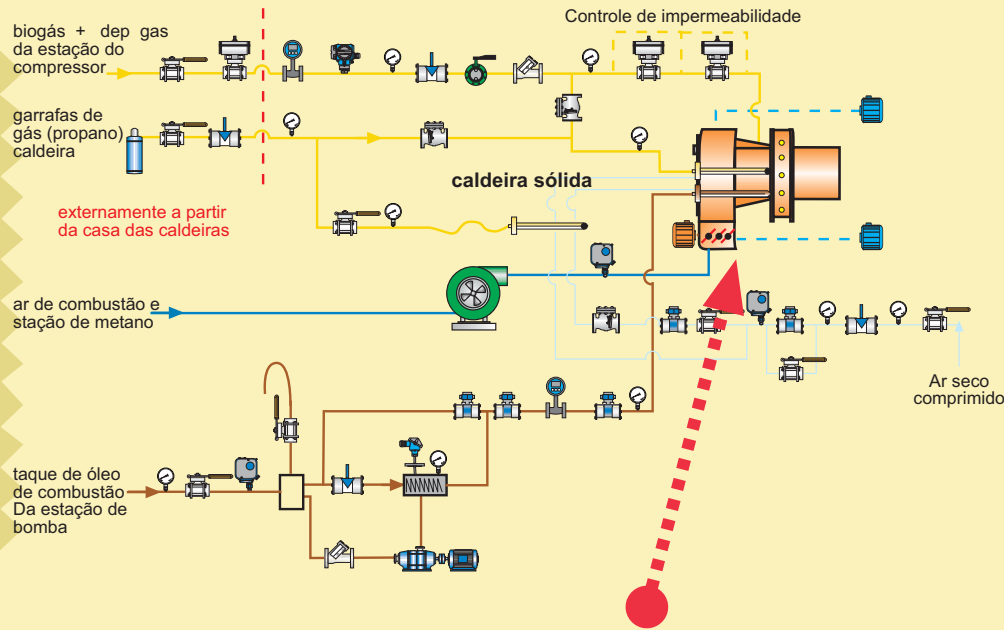 biogás + dep gas
da estação do
compressor
Controle de impermeabilidade
garrafas de
gás (propano)
caldeira
caldeira sólida
externamente a partir
da casa das caldeiras
ar de combustão e
stação de metano
Ar seco
comprimido
taque de óleo
de combustão
Da estação de
bomba